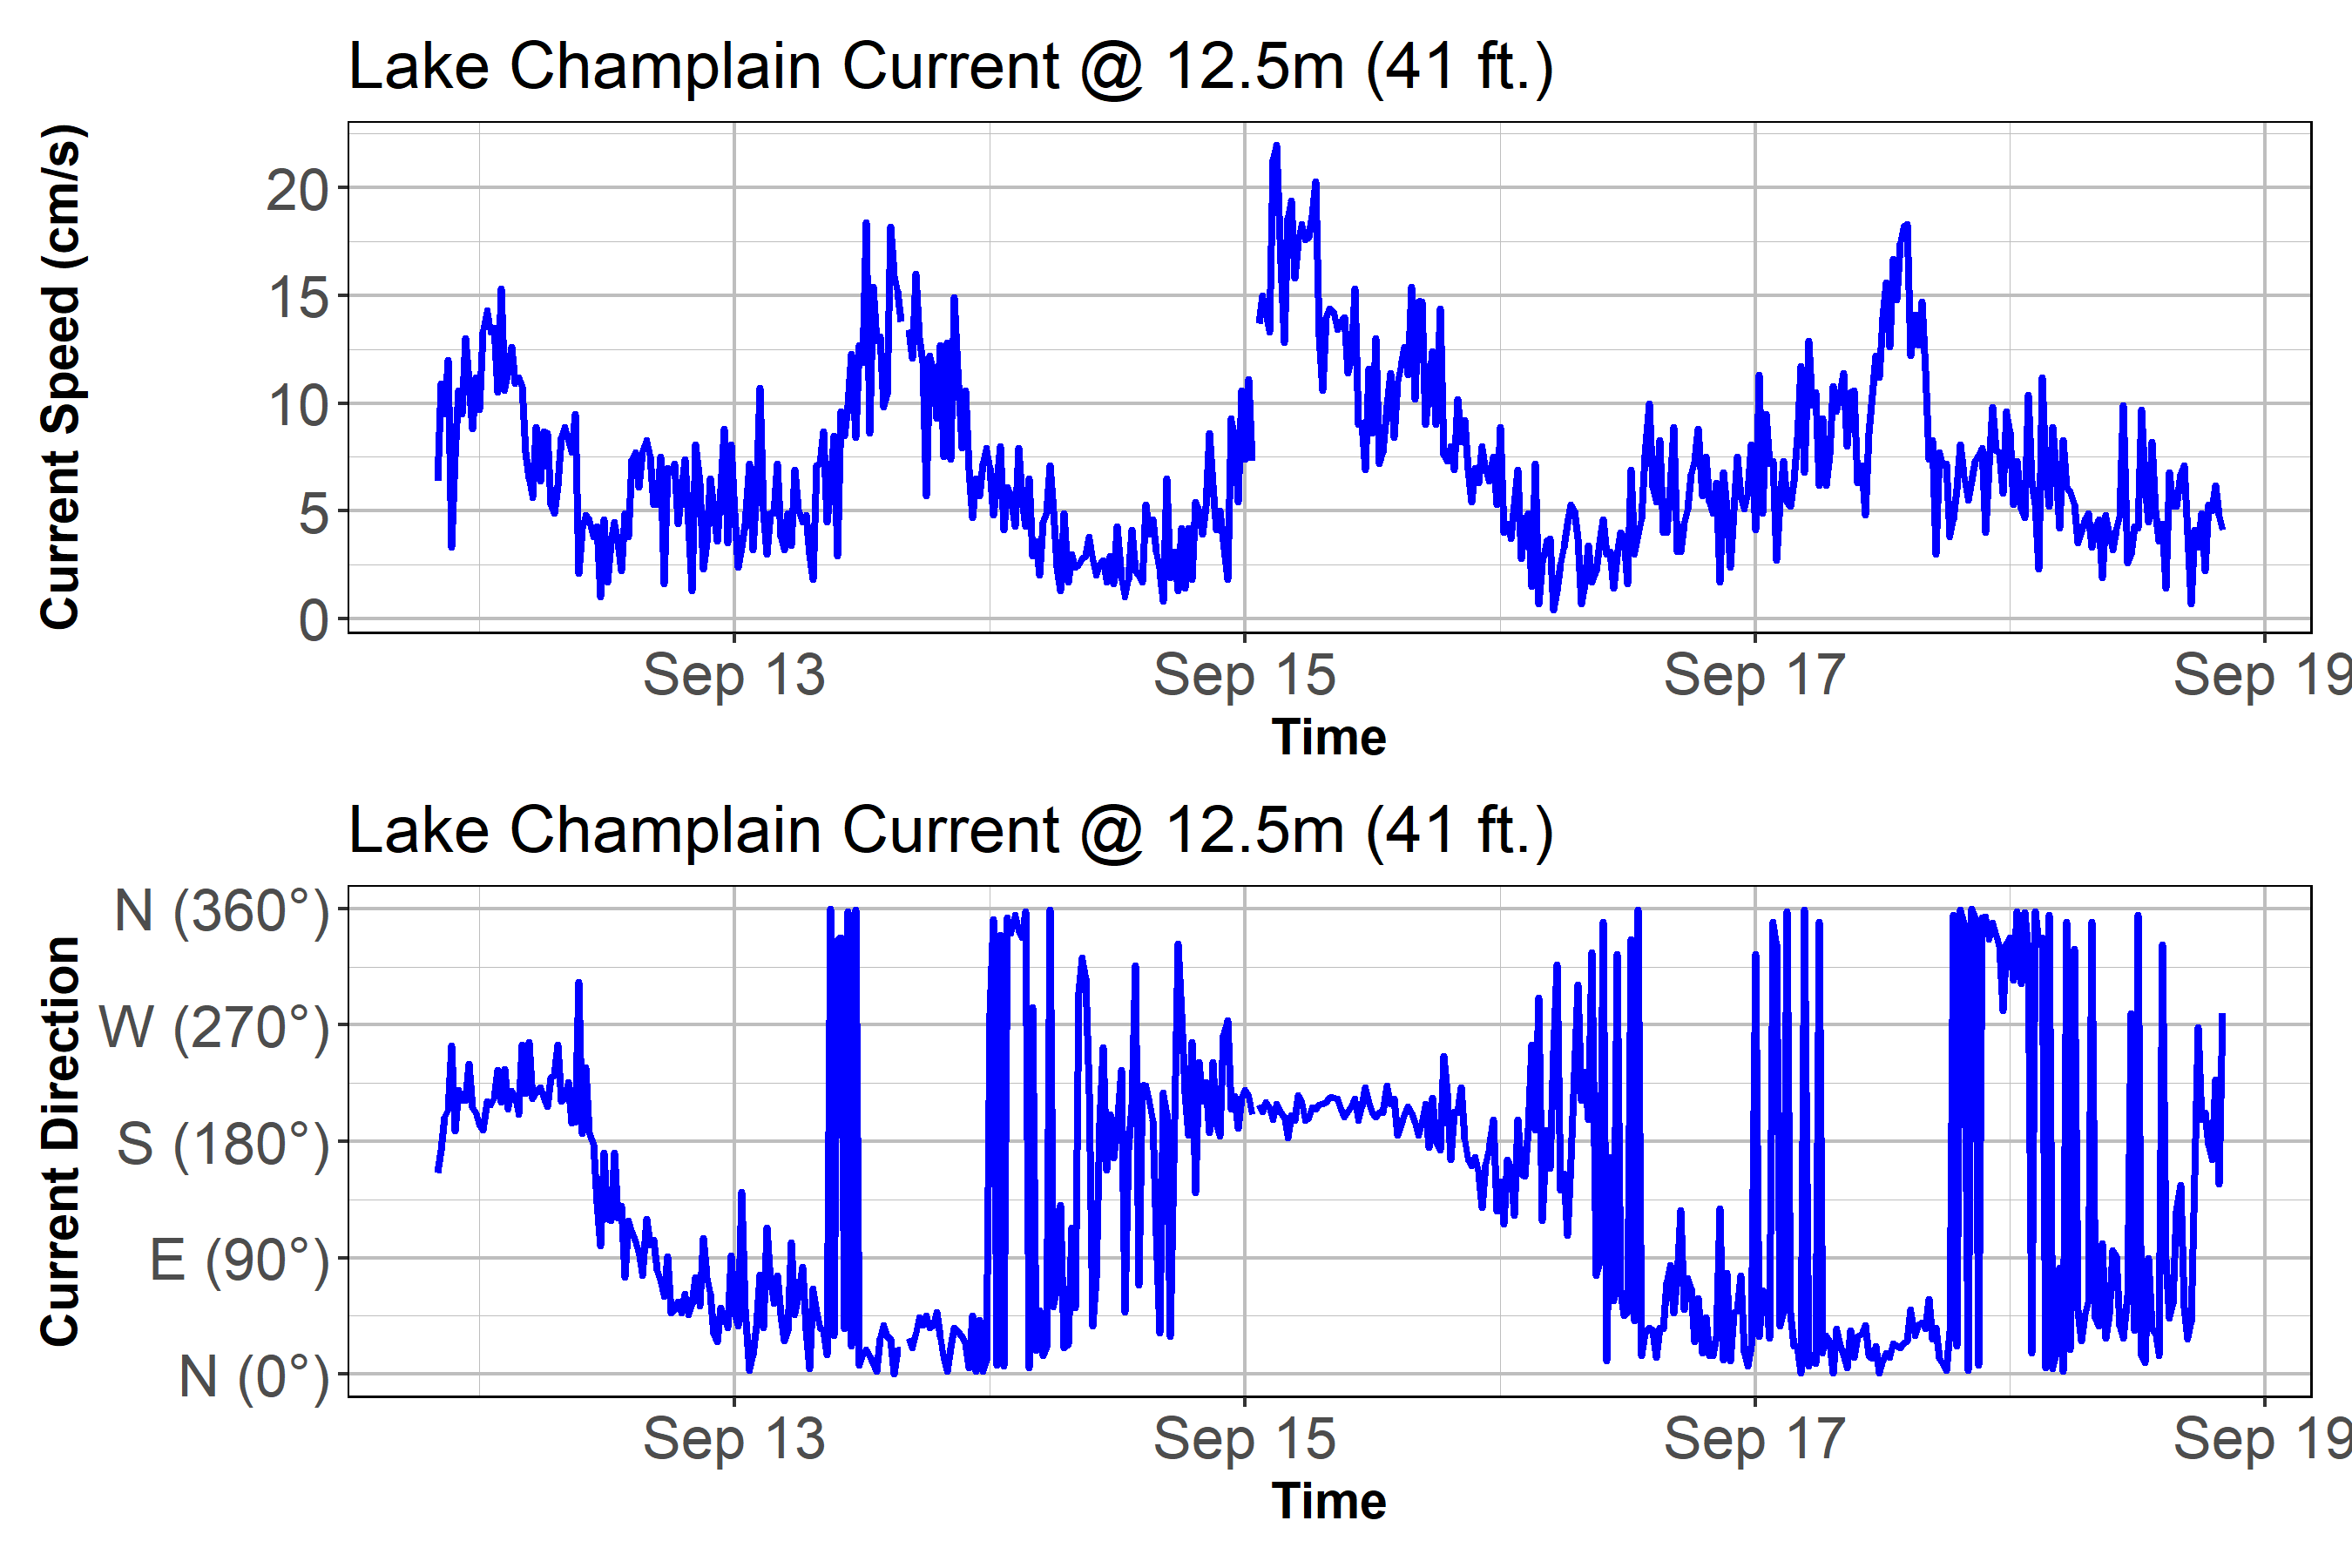 Lake Champlain Current @ 12.5m (41 ft.)
Current Speed (cm/s)
20
15
10
5
0
Sep 13 Sep 15 Sep 17 Sep 19
Time
Lake Champlain Current @ 12.5m (41 ft.)
Current Direction
N (360°)
W (270°)
S (180°)
E (90°)
N (0°)
Sep 13 Sep 15 Sep 17 Sep 19
Time